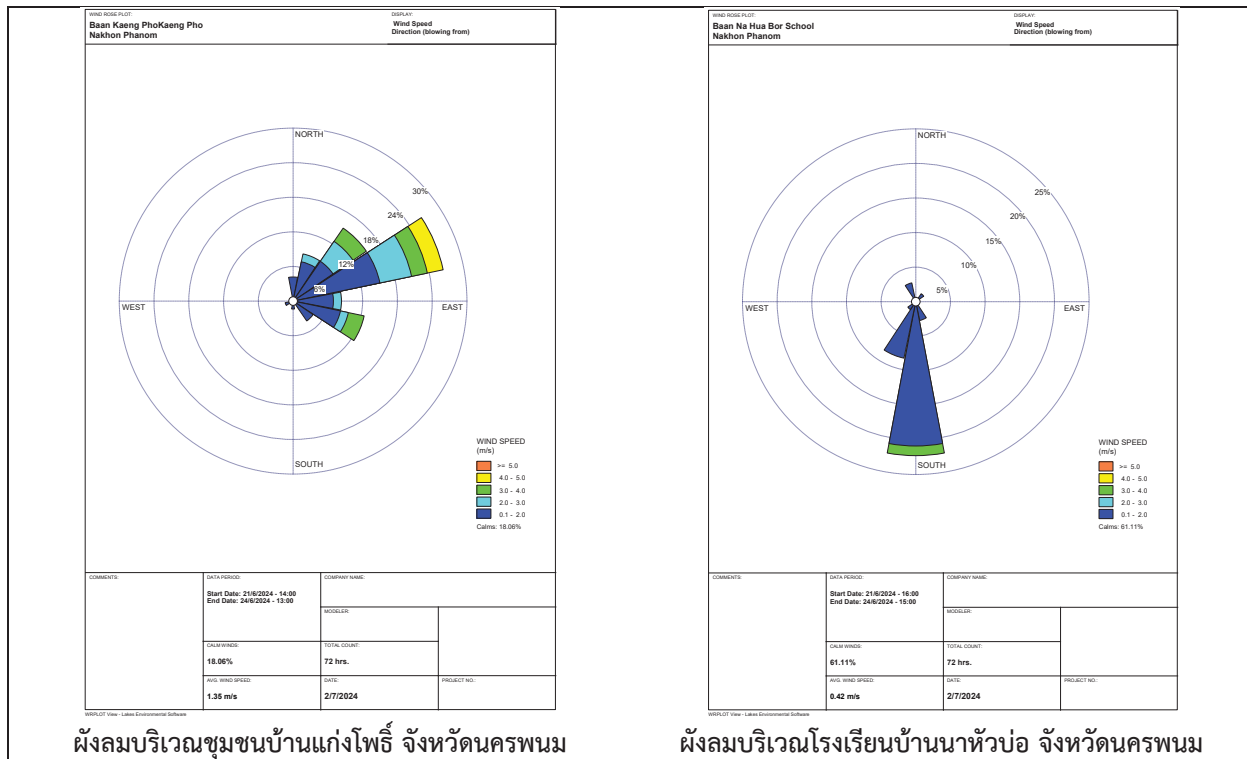 WIND ROSE PLOT:
Baan Kaeng PhoKaeng Pho
Nakhon Phanom
DISPLAY:
Wind Speed
Direction (blowing from)
NORTH
30%
24%
18%
12%
6%
WEST
EAST
SOUTH
WIND SPEED
(m/s)
>= 5.0
4.0 - 5.0
3.0 - 4.0
2.0 - 3.0
0.1 - 2.0
Calms: 18.06%
COMMENTS:
DATA PERIOD:
Start Date: 21/6/2024 - 14:00
End Date: 24/6/2024 - 13:00
COMPANY NAME:
MODELER:
CALM WINDS:
18.06%
TOTAL COUNT:
72 hrs.
AVG. WIND SPEED:
1.35 m/s
DATE:
2/7/2024
PROJECT NO.:
WRPLOT View - Lakes Environmental Software
ผังลมบริเวณชุมชนบ้านแก่งโพธิ์ จังหวัดนครพนม
WIND ROSE PLOT:
Baan Na Hua Bor School
Nakhon Phanom
DISPLAY:
Wind Speed
Direction (blowing from)
NORTH
25%
20%
15%
10%
5%
WEST
EAST
SOUTH
WIND SPEED
(m/s)
>= 5.0
4.0 - 5.0
3.0 - 4.0
2.0 - 3.0
0.1 - 2.0
Calms: 61.11%
COMMENTS:
DATA PERIOD:
Start Date: 21/6/2024 - 16:00
End Date: 24/6/2024 - 15:00
COMPANY NAME:
MODELER:
CALM WINDS:
61.11%
TOTAL COUNT:
72 hrs.
AVG. WIND SPEED:
0.42 m/s
DATE:
2/7/2024
PROJECT NO.:
WRPLOT View - Lakes Environmental Software
ผังลมบริเวณโรงเรียนบ้านนาหัวบ่อ จังหวัดนครพนม